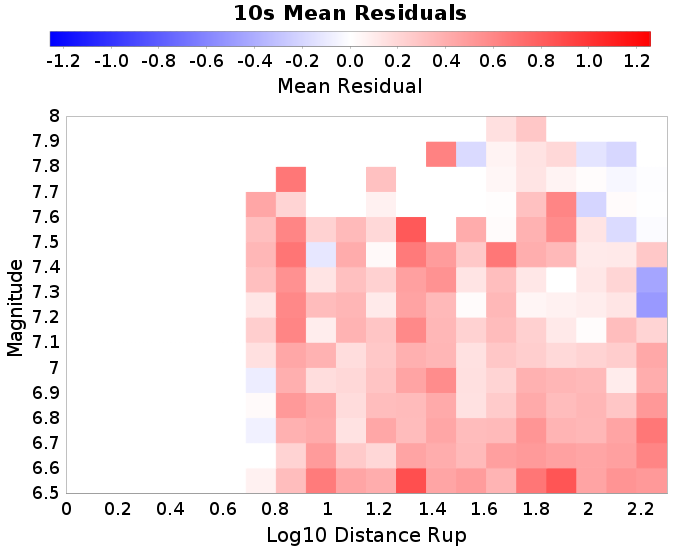 10s Mean Residuals
-1.2 -1.0 -0.8 -0.6 -0.4 -0.2 0.0 0.2 0.4 0.6 0.8 1.0 1.2
Mean Residual
8
7.9
7.8
7.7
7.6
7.5
7.4
7.3
7.2
7.1
7
6.9
6.8
6.7
6.6
6.5
Magnitude
0 0.2 0.4 0.6 0.8 1 1.2 1.4 1.6 1.8 2 2.2
Log10 Distance Rup